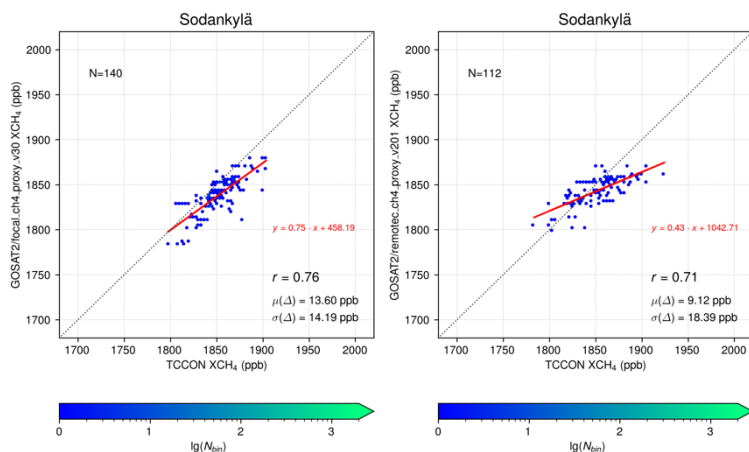 Sodankylä
GOSAT2/focal.ch4.proxy.v30 XCH₄ (ppb)
2000
1950
1900
1850
1800
1750
1700
N=140
y = 0.75 · x + 458.19
r = 0.76
μ(Δ) = 13.60 ppb
σ(Δ) = 14.19 ppb
1700 1750 1800 1850 1900 1950 2000
TCCON XCH₄ (ppb)
0 1 2 3
lg(N_bin)
Sodankylä
GOSAT2/remotec.ch4.proxy.v201 XCH₄ (ppb)
2000
1950
1900
1850
1800
1750
1700
N=112
y = 0.43 · x + 1042.71
r = 0.71
μ(Δ) = 9.12 ppb
σ(Δ) = 18.39 ppb
1700 1750 1800 1850 1900 1950 2000
TCCON XCH₄ (ppb)
0 1 2 3
lg(N_bin)